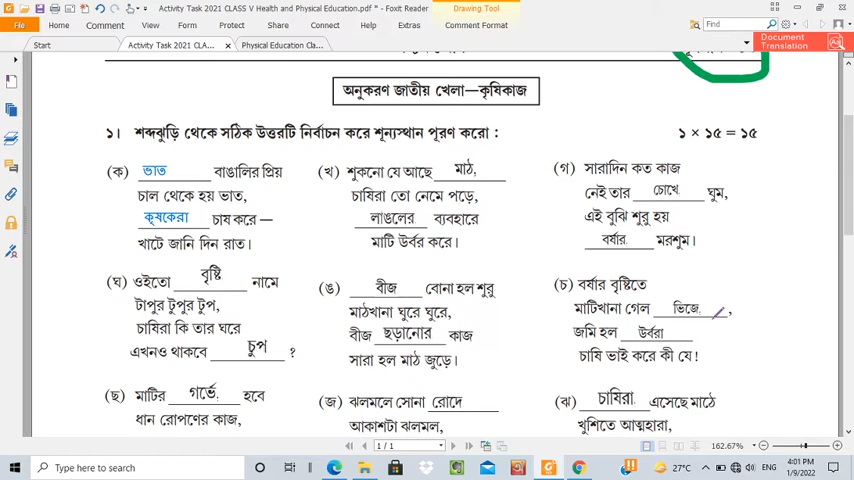 Activity Task 2021 CLASS V Health and Physical Education.pdf * - Foxit Reader
Drawing Tool
File Home Comment View Form Protect Share Connect Help Extras Comment Format
Find
Start Activity Task 2021 CLASS V Heal... Physical Education Clas...
Document Translation
অনুকরণ জাতীয় খেলা—কৃষিকাজ
১। শব্দঝুড়ি থেকে সঠিক উত্তরটি নির্বাচন করে শূন্যস্থান পূরণ করো : ১ × ১৫ = ১৫
(ক) ভাত বাঙালির প্রিয়
চাল থেকে হয় ভাত,
কৃষকেরা চাষ করে—
খাটে জানি দিন রাত।
(খ) শুকনো যে আছে মাঠ,
চাষিরা তো নেমে পড়ে,
লাঙলের ব্যবহারে
মাটি উর্বর করে।
(গ) সারাদিন কত কাজ
নেই তার চোখে ঘুম,
এই বুঝি শুরু হয়
বর্ষার মরশুম।
(ঘ) ওইতো বৃষ্টি নামে
টাপুর টুপুর টুপ,
চাষিরা কি তার ঘরে
এখনও থাকবে চুপ ?
(ঙ) বীজ বোনা হল শুরু
মাঠখানা ঘুরে ঘুরে,
বীজ ছড়ানোর কাজ
সারা হল মাঠ জুড়ে।
(চ) বর্ষার বৃষ্টিতে
মাটিখানা গেল ভিজে,
জমি হল উর্বরা
চাষি ভাই করে কী যে!
(ছ) মাটির গর্ভে হবে
ধান রোপণের কাজ,
(জ) ঝলমলে সোনা রোদে
আকাশটা ঝলমল,
(ঝ) চাষিরা এসেছে মাঠে
খুশিতে আত্মহারা,
1 / 1
162.67%
Type here to search
27°C
ENG
4:01 PM
1/9/2022